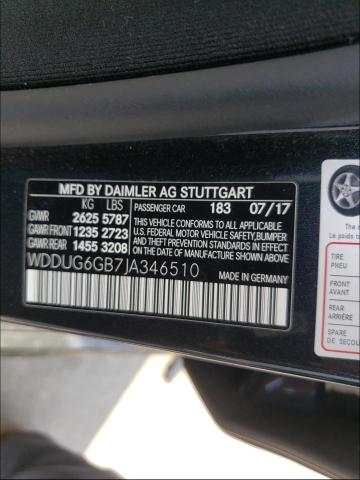 MFD BY DAIMLER AG STUTTGART
KG LBS
PASSENGER CAR 183 07/17
GVWR 2625 5787
GAWR FRONT 1235 2723
GAWR REAR 1455 3208
THIS VEHICLE CONFORMS TO ALL APPLICABLE
U.S. FEDERAL MOTOR VEHICLE SAFETY,BUMPER
AND THEFT PREVENTION STANDARDS IN EFFECT
ON THE DATE OF MANUFACTURE SHOWN ABOVE.
WDDUG6GB7JA346510
TIRE
PNEU
FRONT
AVANT
REAR
ARRIÈRE
SPARE
DE SECOU